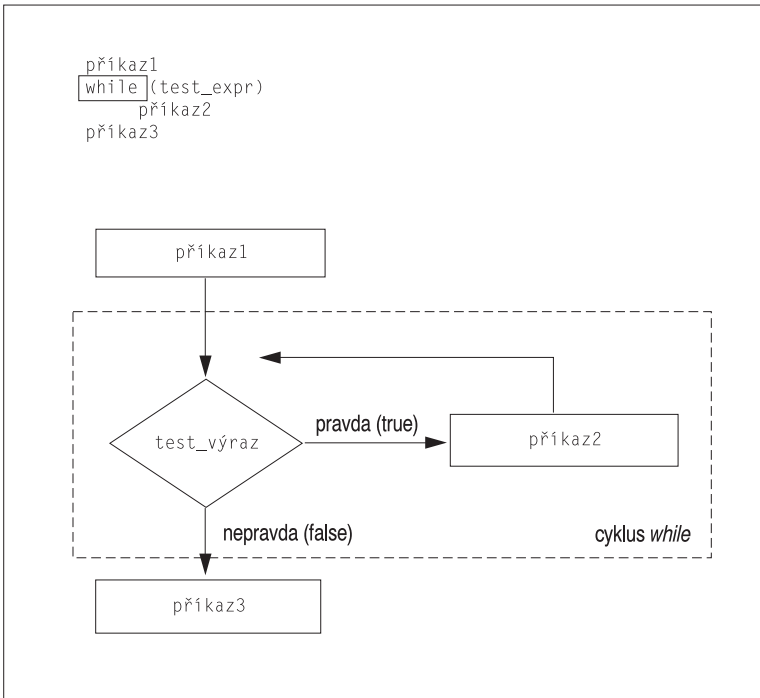 příkaz1
while (test_expr)
příkaz2
příkaz3
příkaz1
test_výraz
pravda (true)
příkaz2
nepravda (false)
cyklus while
příkaz3